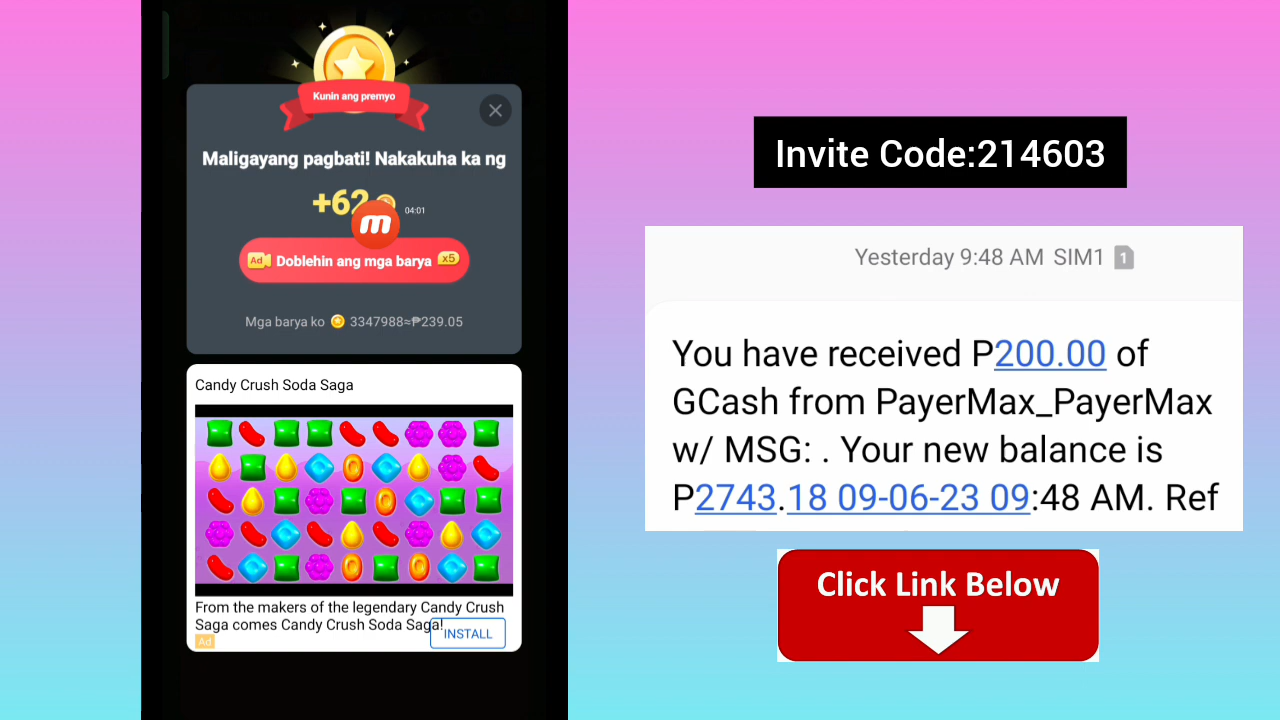 Kunin ang premyo
Maligayang pagbati! Nakakuha ka ng
+62
04:01
m
Ad Doblehin ang mga barya x5
Mga barya ko 3347988≈₱239.05
Candy Crush Soda Saga
From the makers of the legendary Candy Crush
Saga comes Candy Crush Soda Saga!
INSTALL
Ad
Invite Code:214603
Yesterday 9:48 AM SIM1 1
You have received P200.00 of
GCash from PayerMax_PayerMax
w/ MSG: . Your new balance is
P2743.18 09-06-23 09:48 AM. Ref
Click Link Below